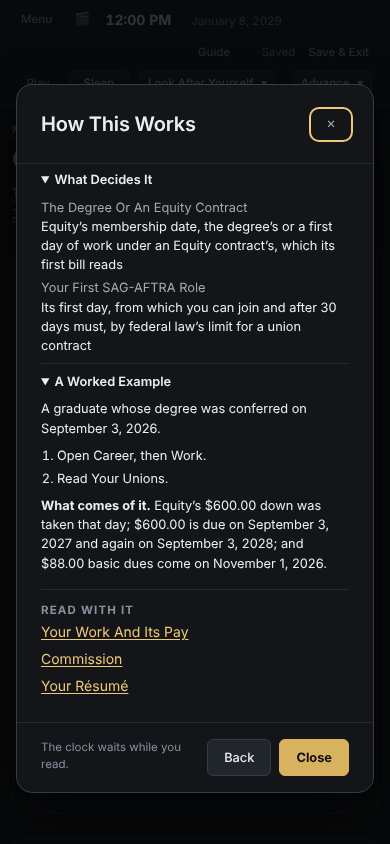 Menu 🎬 12:00 PM January 8, 2029
Guide Saved Save & Exit
Play Sleep Look After Yourself ▾ Advance ▾
How This Works
×
▼ What Decides It
The Degree Or An Equity Contract
Equity’s membership date, the degree’s or a first
day of work under an Equity contract’s, which its
first bill reads
Your First SAG-AFTRA Role
Its first day, from which you can join and after 30
days must, by federal law’s limit for a union
contract
▼ A Worked Example
A graduate whose degree was conferred on
September 3, 2026.
1. Open Career, then Work.
2. Read Your Unions.
What comes of it. Equity’s $600.00 down was
taken that day; $600.00 is due on September 3,
2027 and again on September 3, 2028; and
$88.00 basic dues come on November 1, 2026.
READ WITH IT
Your Work And Its Pay
Commission
Your Résumé
The clock waits while you
read.
Back
Close